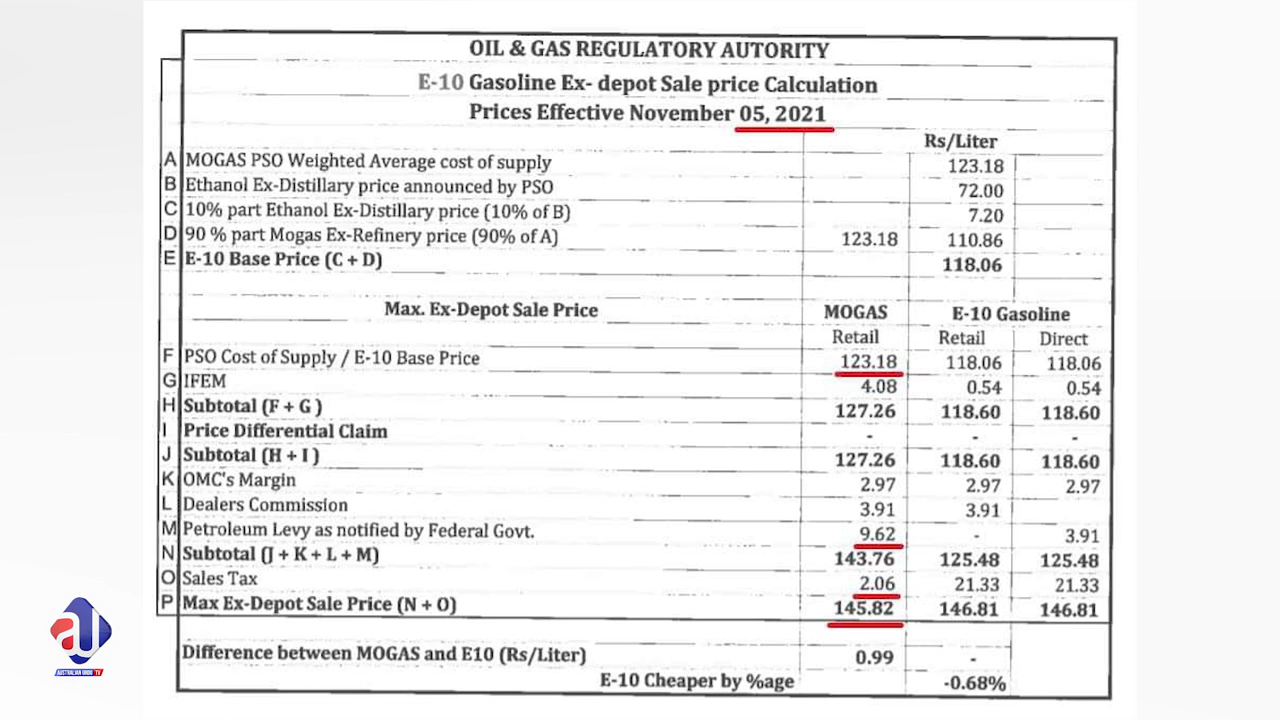 OIL & GAS REGULATORY AUTORITY
E-10 Gasoline Ex- depot Sale price Calculation
Prices Effective November 05, 2021
Rs/Liter
A MOGAS PSO Weighted Average cost of supply 123.18
B Ethanol Ex-Distillary price announced by PSO 72.00
C 10% part Ethanol Ex-Distillary price (10% of B) 7.20
D 90 % part Mogas Ex-Refinery price (90% of A) 123.18 110.86
E E-10 Base Price (C + D) 118.06
Max. Ex-Depot Sale Price MOGAS E-10 Gasoline
Retail Retail Direct
F PSO Cost of Supply / E-10 Base Price 123.18 118.06 118.06
G IFEM 4.08 0.54 0.54
H Subtotal (F + G ) 127.26 118.60 118.60
I Price Differential Claim - - -
J Subtotal (H + I ) 127.26 118.60 118.60
K OMC's Margin 2.97 2.97 2.97
L Dealers Commission 3.91 3.91
M Petroleum Levy as notified by Federal Govt. 9.62 - 3.91
N Subtotal (J + K + L + M) 143.76 125.48 125.48
O Sales Tax 2.06 21.33 21.33
P Max Ex-Depot Sale Price (N + O) 145.82 146.81 146.81
Difference between MOGAS and E10 (Rs/Liter) 0.99 -
E-10 Cheaper by %age -0.68%